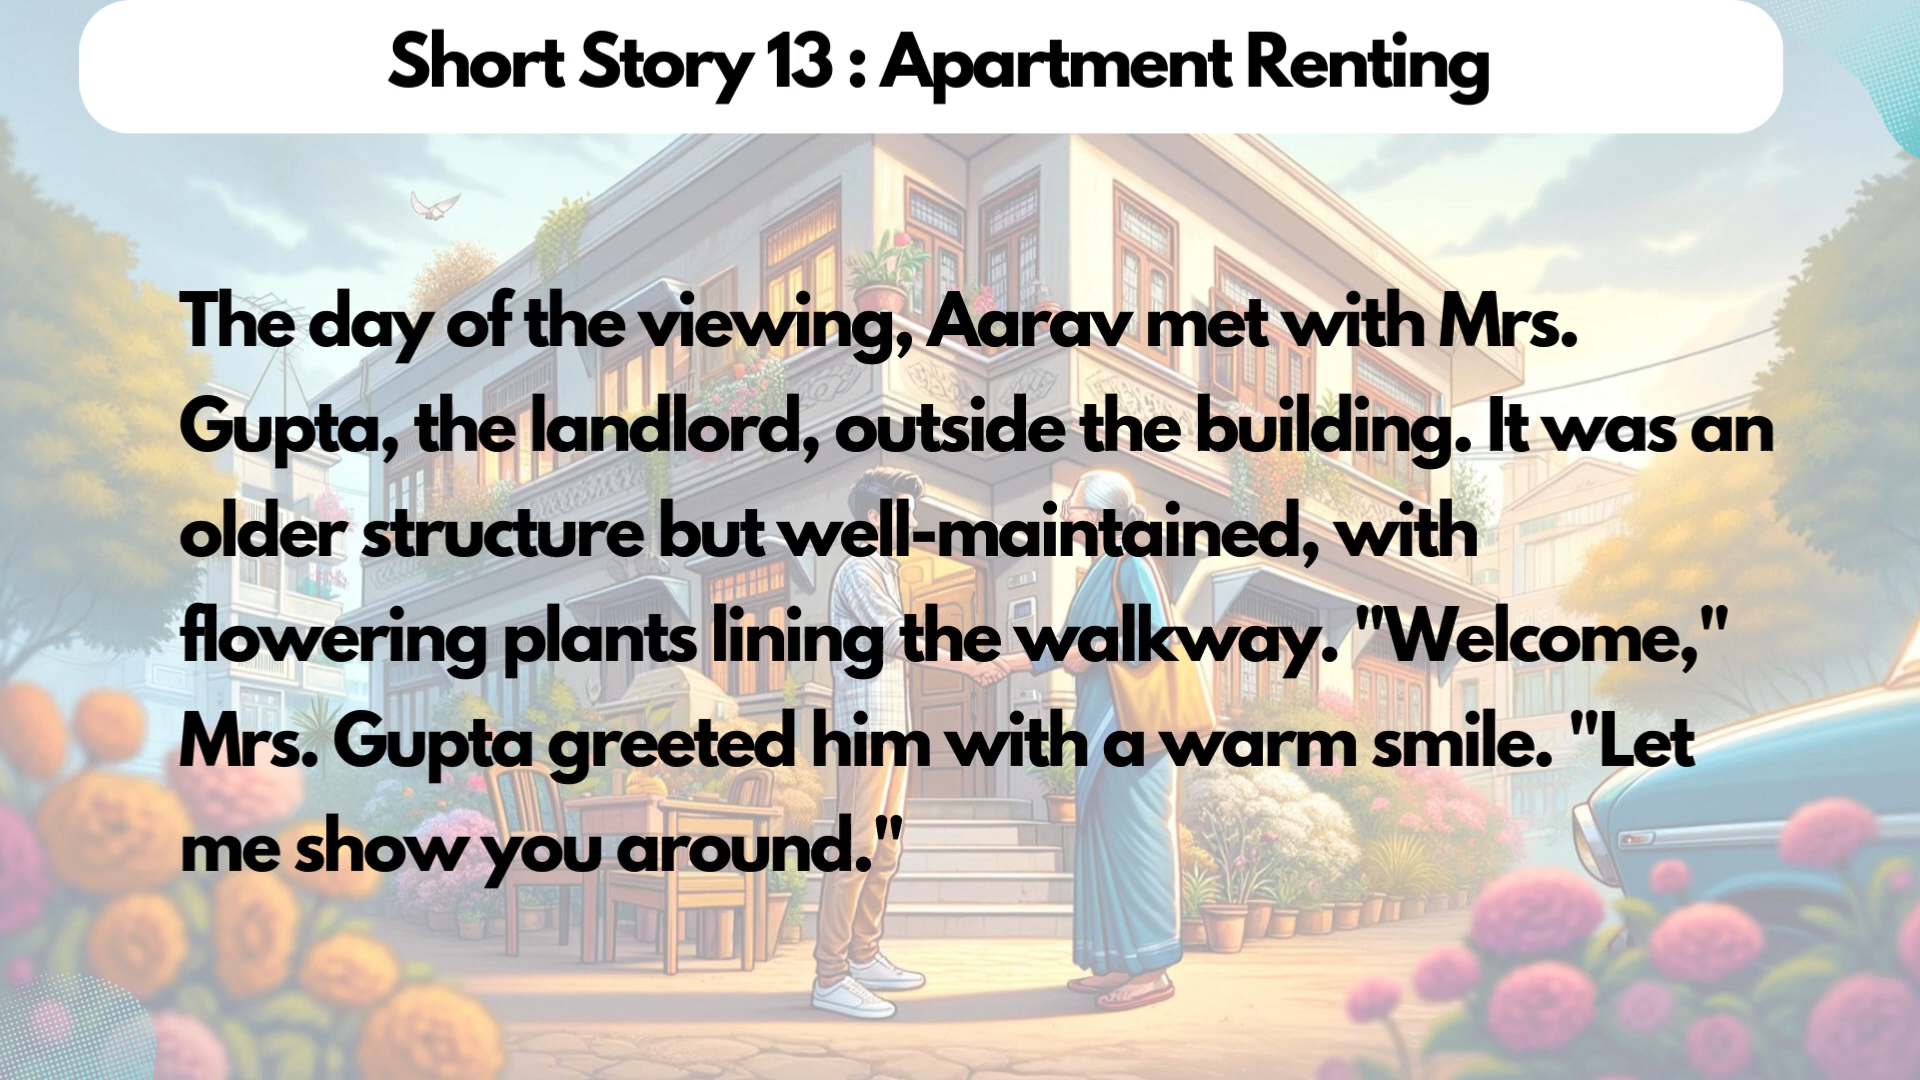 Short Story 13 : Apartment Renting
The day of the viewing, Aarav met with Mrs.
Gupta, the landlord, outside the building. It was an
older structure but well-maintained, with
flowering plants lining the walkway. "Welcome,"
Mrs. Gupta greeted him with a warm smile. "Let
me show you around."